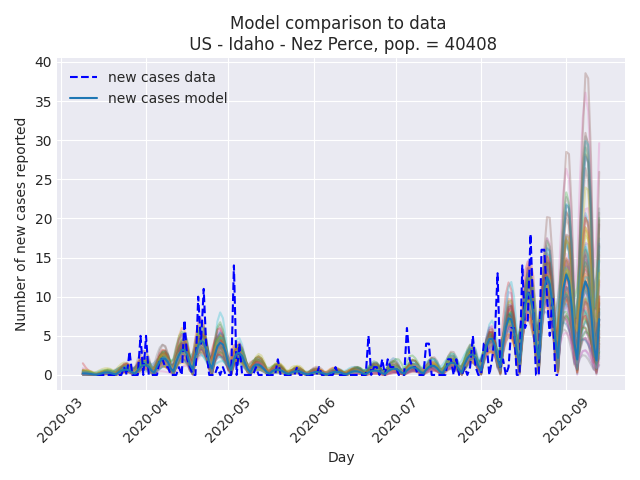 Model comparison to data
US - Idaho - Nez Perce, pop. = 40408
new cases data
new cases model
Number of new cases reported
40
35
30
25
20
15
10
5
0
2020-03
2020-04
2020-05
2020-06
2020-07
2020-08
2020-09
Day